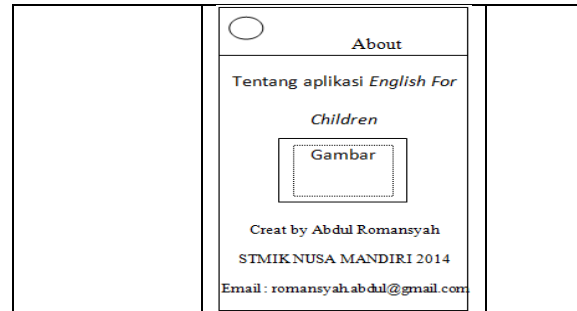 About
Tentang aplikasi English For
Children
Gambar
Creat by Abdul Romansyah
STMIK NUSA MANDIRI 2014
Email : romansyah.abdul@gmail.com